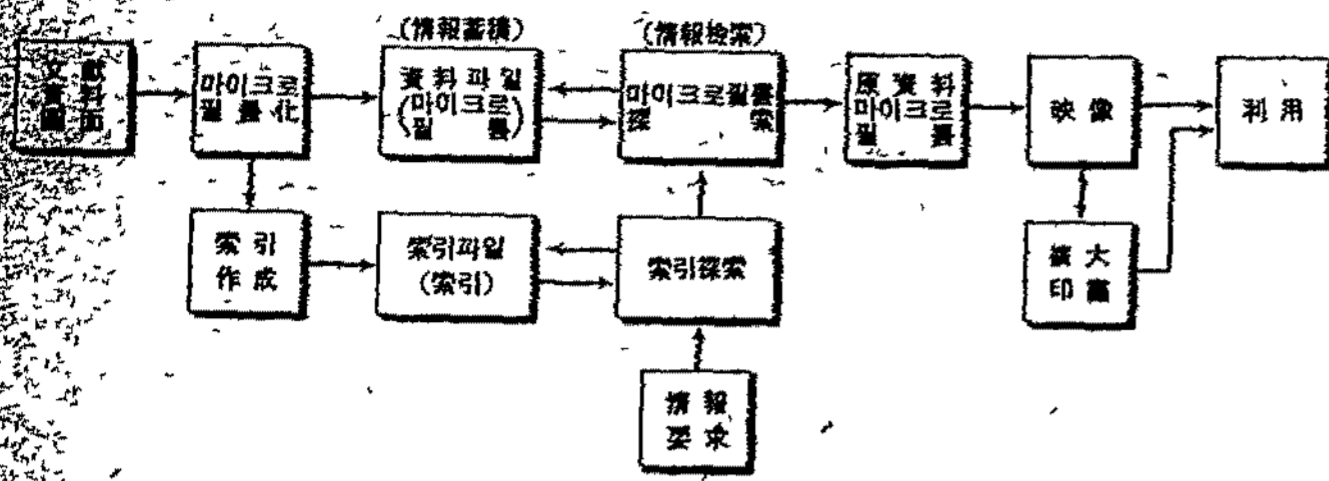 (情報蓄積)
(情報檢索)
文獻
資料
圖面
마이크로
필름化
資料파일
(마이크로
필름)
마이크로필름
探索
原資料
마이크로
필름
映像
利用
索引
作成
索引파일
(索引)
索引探索
擴大
印畵
情報
要求